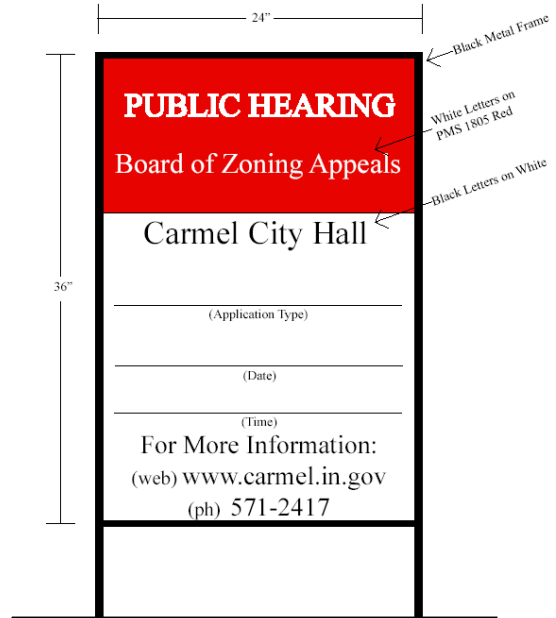 24”
Black Metal Frame
PUBLIC HEARING
White Letters on
PMS 1805 Red
Board of Zoning Appeals
Black Letters on White
Carmel City Hall
36”
(Application Type)
(Date)
(Time)
For More Information:
(web) www.carmel.in.gov
(ph) 571-2417